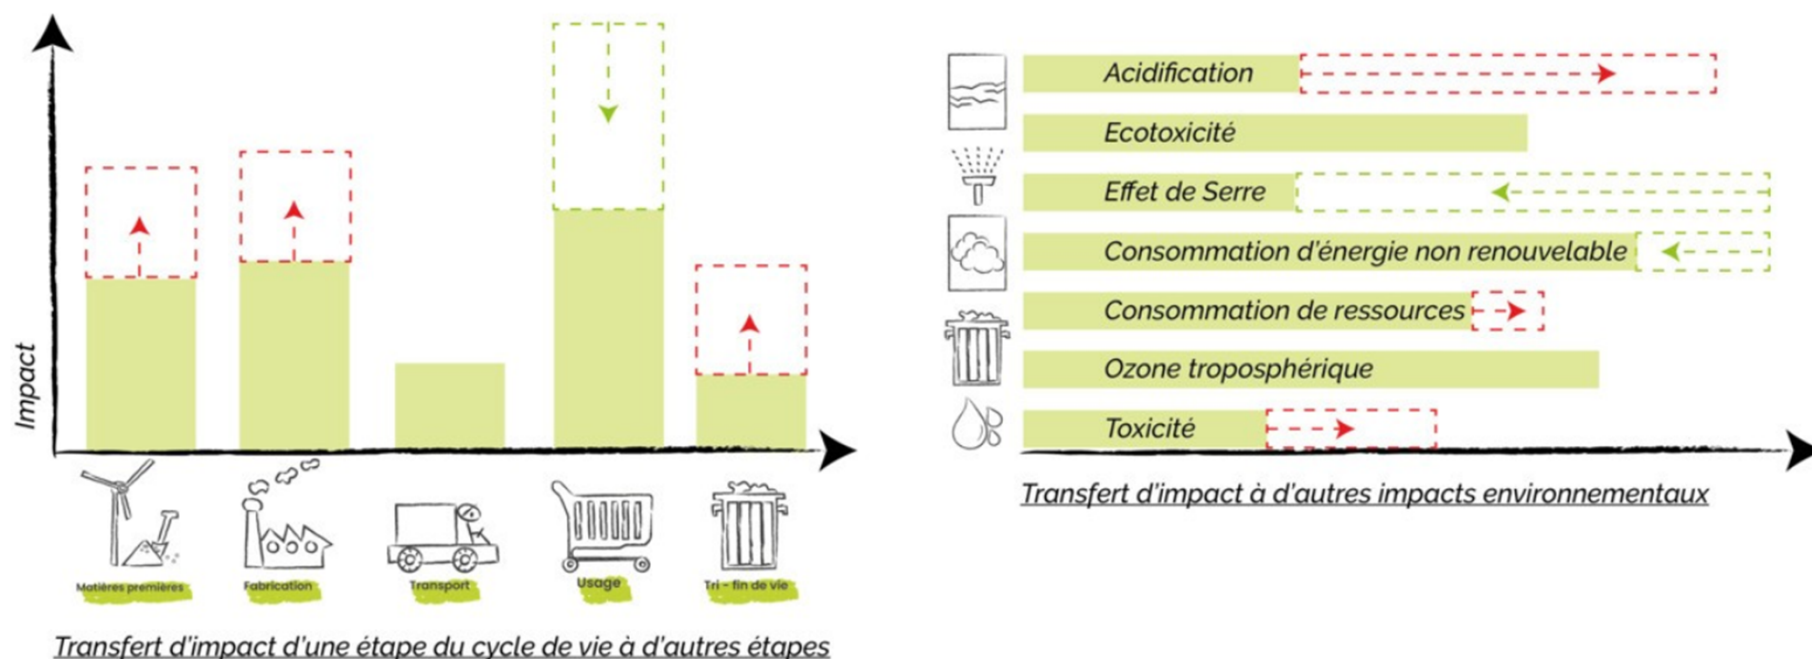 Impact
Matières premières
Fabrication
Transport
Usage
Tri - fin de vie
Transfert d'impact d'une étape du cycle de vie à d'autres étapes
Acidification
Ecotoxicité
Effet de Serre
Consommation d'énergie non renouvelable
Consommation de ressources
Ozone troposphérique
Toxicité
Transfert d'impact à d'autres impacts environnementaux